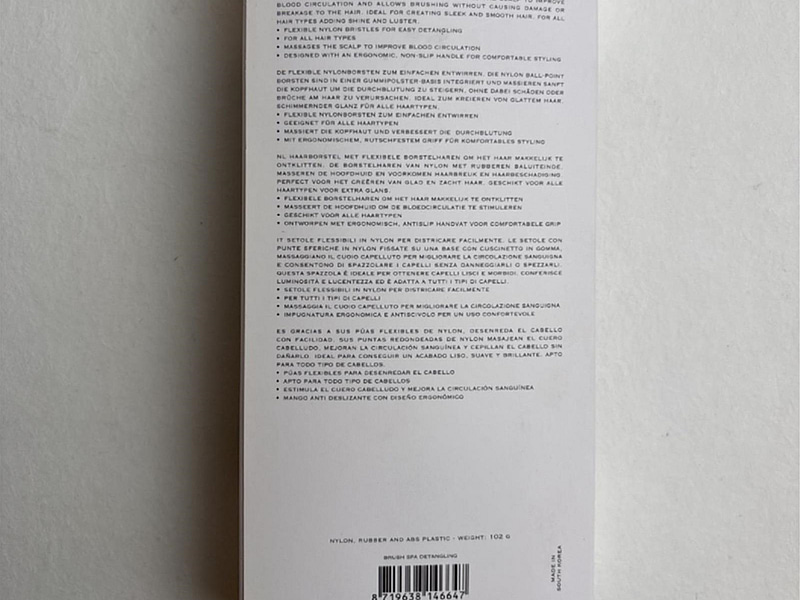 BLOOD CIRCULATION AND ALLOWS BRUSHING WITHOUT CAUSING DAMAGE OR
BREAKAGE TO THE HAIR. IDEAL FOR CREATING SLEEK AND SMOOTH HAIR. FOR ALL
HAIR TYPES ADDING SHINE AND LUSTER.
• FLEXIBLE NYLON BRISTLES FOR EASY DETANGLING
• FOR ALL HAIR TYPES
• MASSAGES THE SCALP TO IMPROVE BLOOD CIRCULATION
• DESIGNED WITH AN ERGONOMIC, NON-SLIP HANDLE FOR COMFORTABLE STYLING
DE FLEXIBLE NYLONBORSTEN ZUM EINFACHEN ENTWIRREN. DIE NYLON BALL-POINT
BORSTEN SIND IN EINER GUMMIPOLSTER-BASIS INTEGRIERT UND MASSIEREN SANFT
DIE KOPFHAUT UM DIE DURCHBLUTUNG ZU STEIGERN, OHNE DABEI SCHÄDEN ODER
BRÜCHE AM HAAR ZU VERURSACHEN. IDEAL ZUM KREIEREN VON GLATTEM HAAR.
SCHIMMERNDER GLANZ FÜR ALLE HAARTYPEN.
• FLEXIBLE NYLONBORSTEN ZUM EINFACHEN ENTWIRREN
• GEEIGNET FÜR ALLE HAARTYPEN
• MASSIERT DIE KOPFHAUT UND VERBESSERT DIE DURCHBLUTUNG
• MIT ERGONOMISCHEM, RUTSCHFESTEM GRIFF FÜR KOMFORTABLES STYLING
NL HAARBORSTEL MET FLEXIBELE BORSTELHAREN OM HET HAAR MAKKELIJK TE
ONTKLITTEN. DE BORSTELHAREN VAN NYLON MET RUBBEREN BALUITEINDE.
MASSEREN DE HOOFDHUID EN VOORKOMEN HAARBREUK EN HAARBESCHADIGING.
PERFECT VOOR HET CREËREN VAN GLAD EN ZACHT HAAR. GESCHIKT VOOR ALLE
HAARTYPEN VOOR EXTRA GLANS.
• FLEXIBELE BORSTELHAREN OM HET HAAR MAKKELIJK TE ONTKLITTEN
• MASSEERT DE HOOFDHUID OM DE BLOEDCIRCULATIE TE STIMULEREN
• GESCHIKT VOOR ALLE HAARTYPEN
• ONTWORPEN MET ERGONOMISCH, ANTISLIP HANDVAT VOOR COMFORTABELE GRIP
IT SETOLE FLESSIBILI IN NYLON PER DISTRICARE FACILMENTE. LE SETOLE CON
PUNTE SFERICHE IN NYLON FISSATE SU UNA BASE CON CUSCINETTO IN GOMMA,
MASSAGGIANO IL CUOIO CAPELLUTO PER MIGLIORARE LA CIRCOLAZIONE SANGUIGNA
E CONSENTONO DI SPAZZOLARE I CAPELLI SENZA DANNEGGIARLI O SPEZZARLI.
QUESTA SPAZZOLA È IDEALE PER OTTENERE CAPELLI LISCI E MORBIDI. CONFERISCE
LUMINOSITÀ E LUCENTEZZA ED È ADATTA A TUTTI I TIPI DI CAPELLI.
• SETOLE FLESSIBILI IN NYLON PER DISTRICARE FACILMENTE
• PER TUTTI I TIPI DI CAPELLI
• MASSAGGIA IL CUOIO CAPELLUTO PER MIGLIORARE LA CIRCOLAZIONE SANGUIGNA
• IMPUGNATURA ERGONOMICA E ANTISCIVOLO PER UN USO CONFORTEVOLE
ES GRACIAS A SUS PÚAS FLEXIBLES DE NYLON, DESENREDA EL CABELLO
CON FACILIDAD. SUS PUNTAS REDONDEADAS DE NYLON MASAJEAN EL CUERO
CABELLUDO, MEJORAN LA CIRCULACIÓN SANGUÍNEA Y CEPILLAN EL CABELLO SIN
DAÑARLO. IDEAL PARA CONSEGUIR UN ACABADO LISO, SUAVE Y BRILLANTE. APTO
PARA TODO TIPO DE CABELLOS.
• PÚAS FLEXIBLES PARA DESENREDAR EL CABELLO
• APTO PARA TODO TIPO DE CABELLOS
• ESTIMULA EL CUERO CABELLUDO Y MEJORA LA CIRCULACIÓN SANGUÍNEA
• MANGO ANTI DESLIZANTE CON DISEÑO ERGONÓMICO
NYLON, RUBBER AND ABS PLASTIC - WEIGHT: 102 G
BRUSH SPA DETANGLING
MADE IN
SOUTH KOREA
8 719638 146647